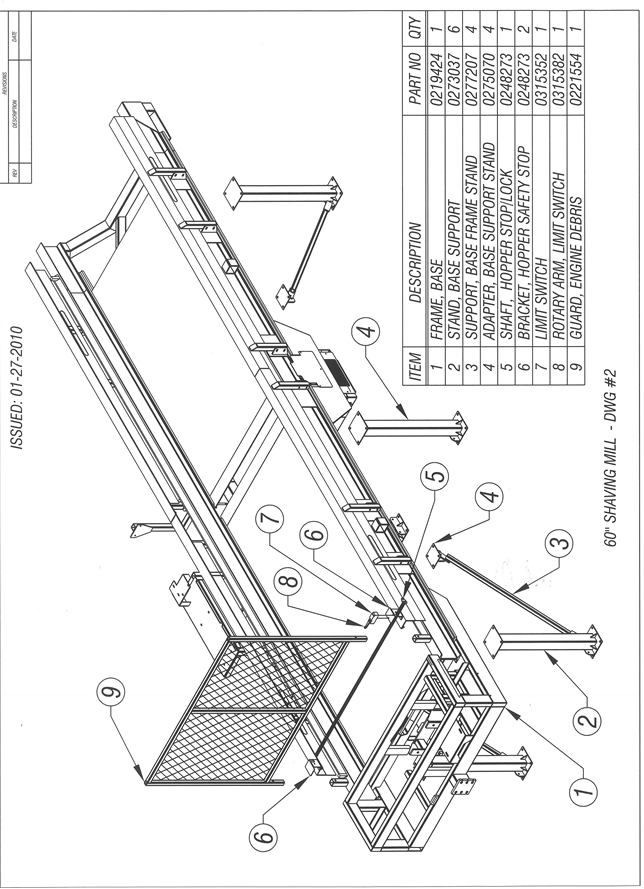 REVISIONS
REV DESCRIPTION DATE
ISSUED: 01-27-2010
9
6
8
7
6
5
4
4
3
2
1
ITEM DESCRIPTION PART NO QTY
1 FRAME, BASE 0219424 1
2 STAND, BASE SUPPORT 0273037 6
3 SUPPORT, BASE FRAME STAND 0277207 4
4 ADAPTER, BASE SUPPORT STAND 0275070 4
5 SHAFT, HOPPER STOP/LOCK 0248273 1
6 BRACKET, HOPPER SAFETY STOP 0248273 2
7 LIMIT SWITCH 0315352 1
8 ROTARY ARM, LIMIT SWITCH 0315382 1
9 GUARD, ENGINE DEBRIS 0221554 1
60" SHAVING MILL - DWG #2